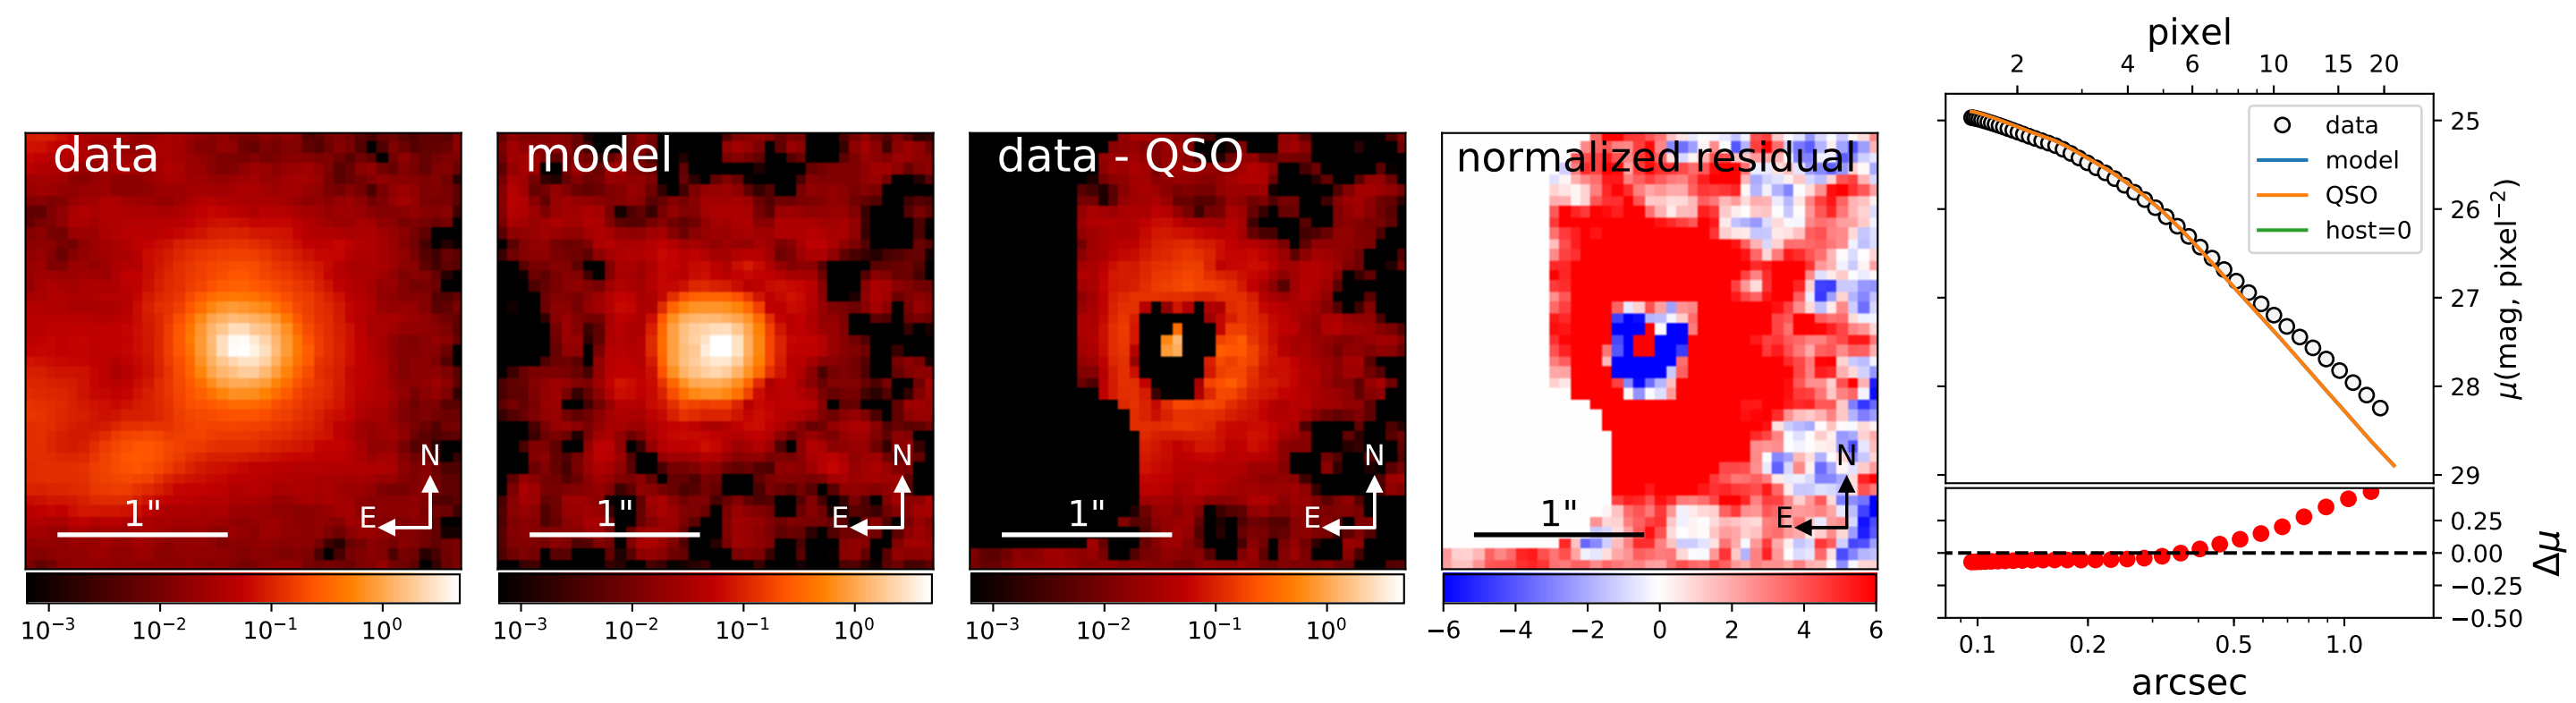 data
N
E
1"
10⁻³ 10⁻² 10⁻¹ 10⁰
model
N
E
1"
10⁻³ 10⁻² 10⁻¹ 10⁰
data - QSO
N
E
1"
10⁻³ 10⁻² 10⁻¹ 10⁰
normalized residual
N
E
1"
−6 −4 −2 0 2 4 6
pixel
2 4 6 10 15 20
data
model
QSO
host=0
25
26
27
28
29
μ(mag, pixel⁻²)
0.25
0.00
−0.25
−0.50
Δμ
0.1 0.2 0.5 1.0
arcsec